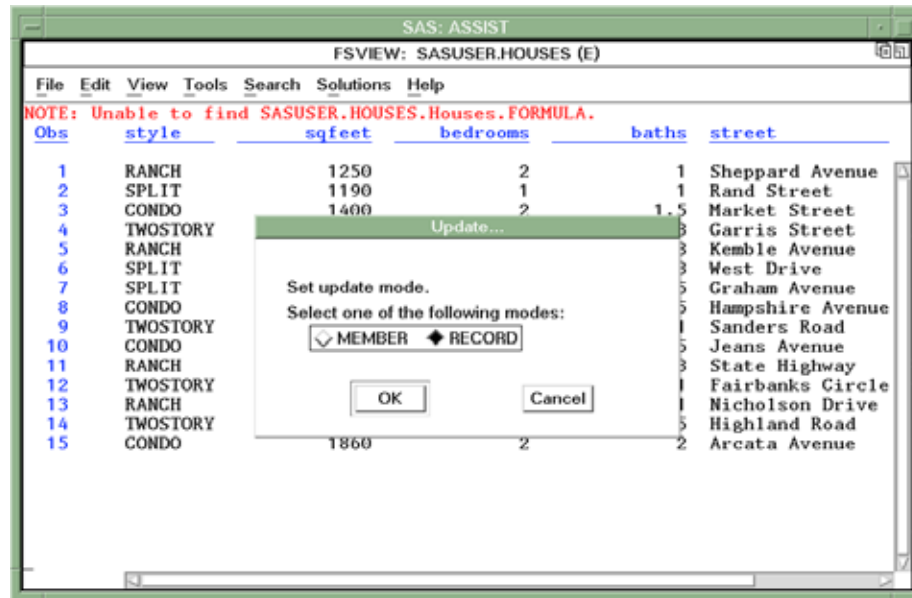 SAS: ASSIST
FSVIEW: SASUSER.HOUSES (E)
File Edit View Tools Search Solutions Help
NOTE: Unable to find SASUSER.HOUSES.Houses.FORMULA.
Obs style sqfeet bedrooms baths street
1 RANCH 1250 2 1 Sheppard Avenue
2 SPLIT 1190 1 1 Rand Street
3 CONDO 1400 2 1.5 Market Street
4 TWOSTORY Garris Street
5 RANCH Kemble Avenue
6 SPLIT West Drive
7 SPLIT Graham Avenue
8 CONDO Hampshire Avenue
9 TWOSTORY Sanders Road
10 CONDO Jeans Avenue
11 RANCH State Highway
12 TWOSTORY Fairbanks Circle
13 RANCH Nicholson Drive
14 TWOSTORY Highland Road
15 CONDO 1860 2 2 Arcata Avenue
Update...
Set update mode.
Select one of the following modes:
MEMBER RECORD
OK Cancel